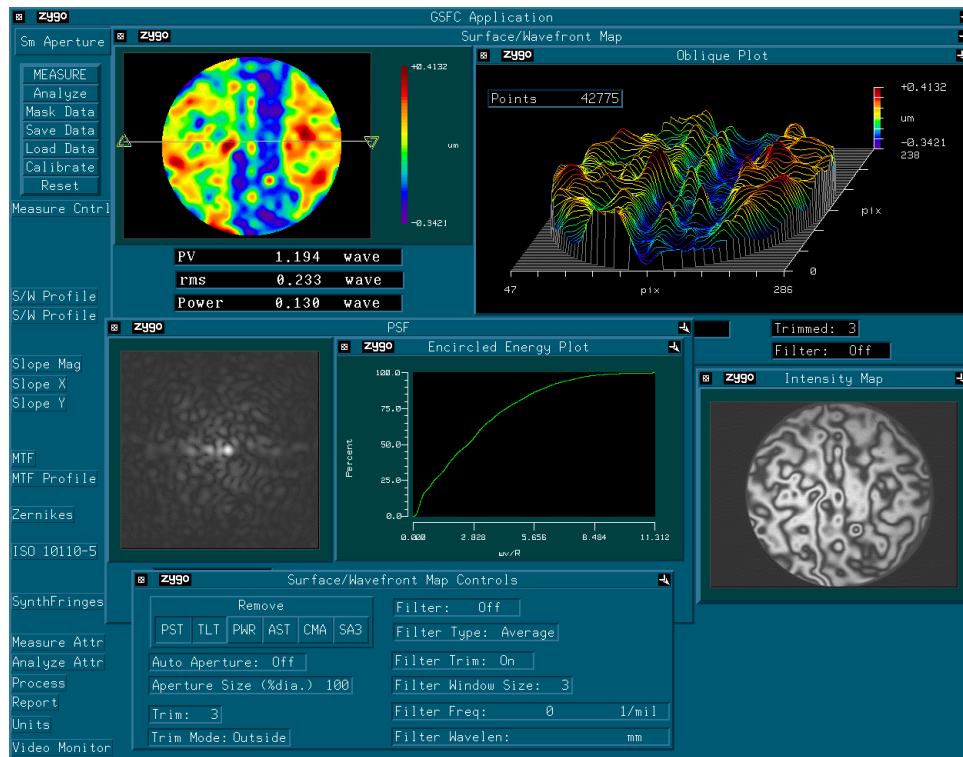 zygo GSFC Application
Sm Aperture
zygo Surface/Wavefront Map
zygo Oblique Plot
MEASURE
Analyze
Mask Data
Save Data
Load Data
Calibrate
Reset
Measure Cntrl
+0.4132
um
-0.3421
Points 42775
+0.4132
um
-0.3421
238
pix
0
47 pix 286
PV 1.194 wave
rms 0.233 wave
Power 0.130 wave
S/W Profile
S/W Profile
Slope Mag
Slope X
Slope Y
MTF
MTF Profile
Zernikes
ISO 10110-5
SynthFringes
Measure Attr
Analyze Attr
Process
Report
Units
Video Monitor
zygo PSF
Trimmed: 3
Filter: Off
zygo Encircled Energy Plot
100.0
75.0
50.0
25.0
0.0
Percent
0.000 2.828 5.656 8.484 11.312
wv/R
zygo Intensity Map
zygo Surface/Wavefront Map Controls
Remove
PST TLT PWR AST CMA SA3
Auto Aperture: Off
Aperture Size (%dia.) 100
Trim: 3
Trim Mode: Outside
Filter: Off
Filter Type: Average
Filter Trim: On
Filter Window Size: 3
Filter Freq: 0 1/mil
Filter Wavelen: mm